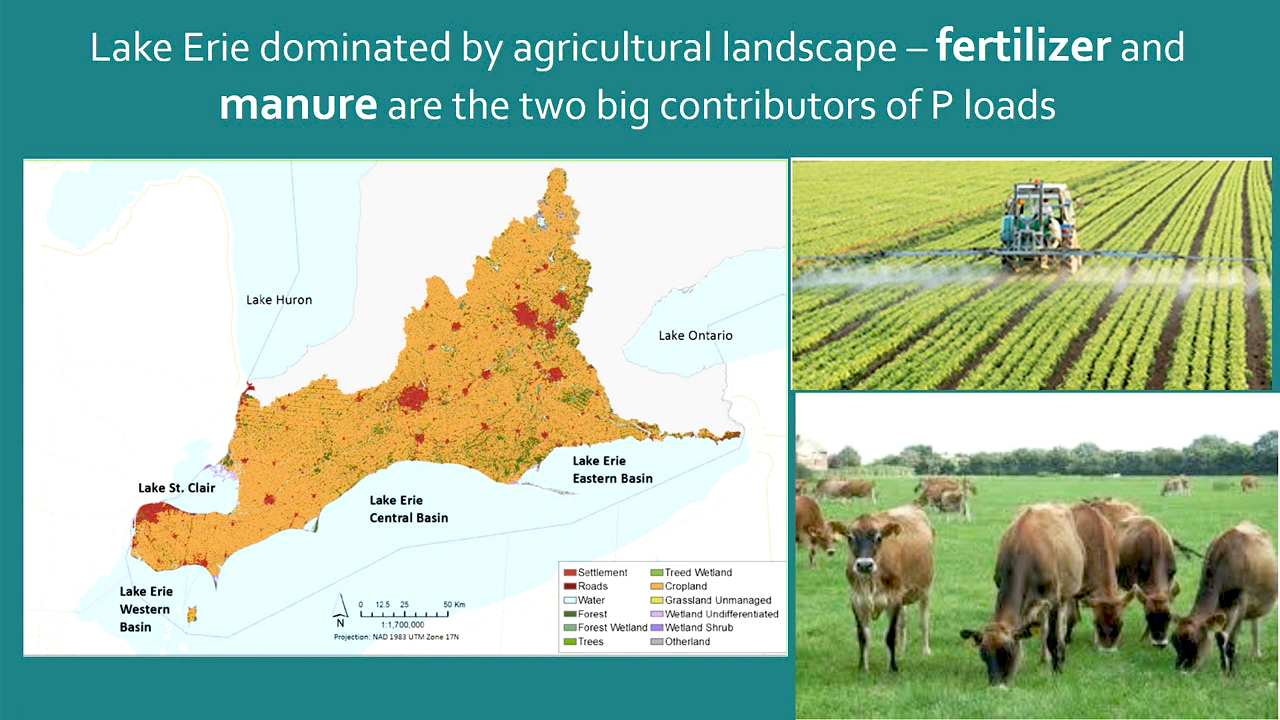 Lake Erie dominated by agricultural landscape – fertilizer and
manure are the two big contributors of P loads
Lake Huron
Lake Ontario
Lake St. Clair
Lake Erie
Eastern Basin
Lake Erie
Central Basin
Lake Erie
Western
Basin
N
0 12.5 25 50 Km
1:1,700,000
Projection: NAD 1983 UTM Zone 17N
Settlement
Roads
Water
Forest
Forest Wetland
Trees
Treed Wetland
Cropland
Grassland Unmanaged
Wetland Undifferentiated
Wetland Shrub
Otherland